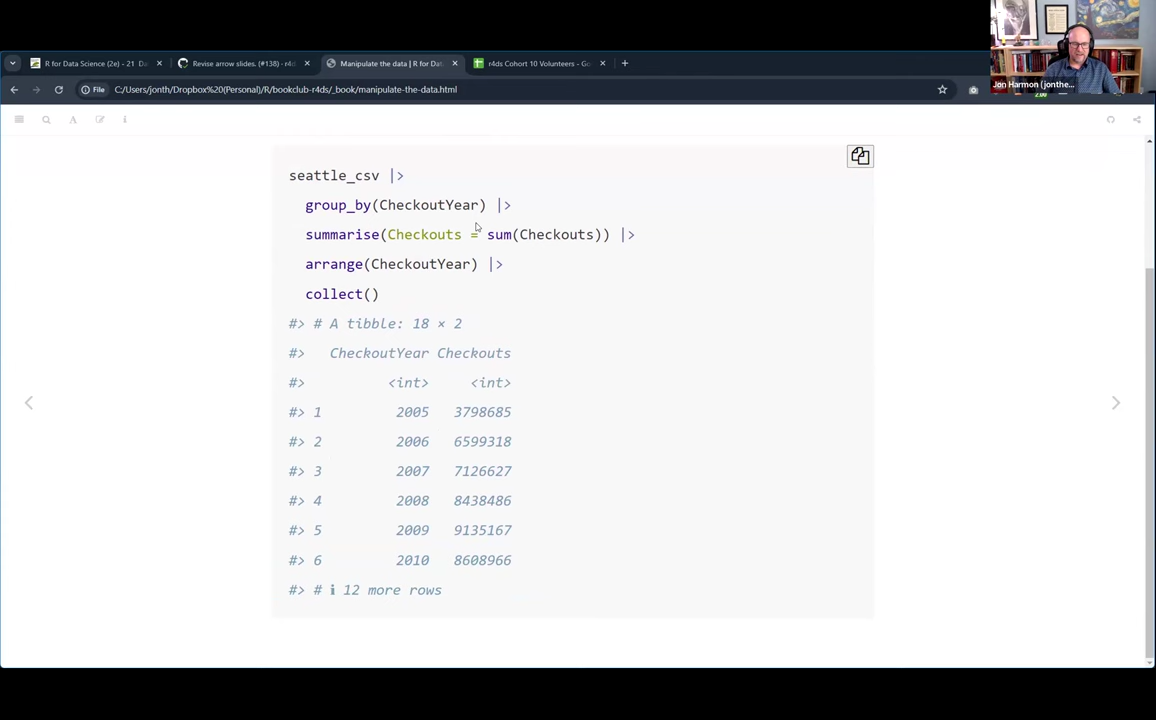 R for Data Science (2e) - 21 Da
Revise arrow slides. (#138) · r4d
Manipulate the data | R for Dat
r4ds Cohort 10 Volunteers - Go
File
C:/Users/jonth/Dropbox%20(Personal)/R/bookclub-r4ds/_book/manipulate-the-data.html
Jon Harmon (jonthe...
seattle_csv |>
group_by(CheckoutYear) |>
summarise(Checkouts = sum(Checkouts)) |>
arrange(CheckoutYear) |>
collect()
#> # A tibble: 18 × 2
#> CheckoutYear Checkouts
#> <int> <int>
#> 1 2005 3798685
#> 2 2006 6599318
#> 3 2007 7126627
#> 4 2008 8438486
#> 5 2009 9135167
#> 6 2010 8608966
#> # ℹ 12 more rows